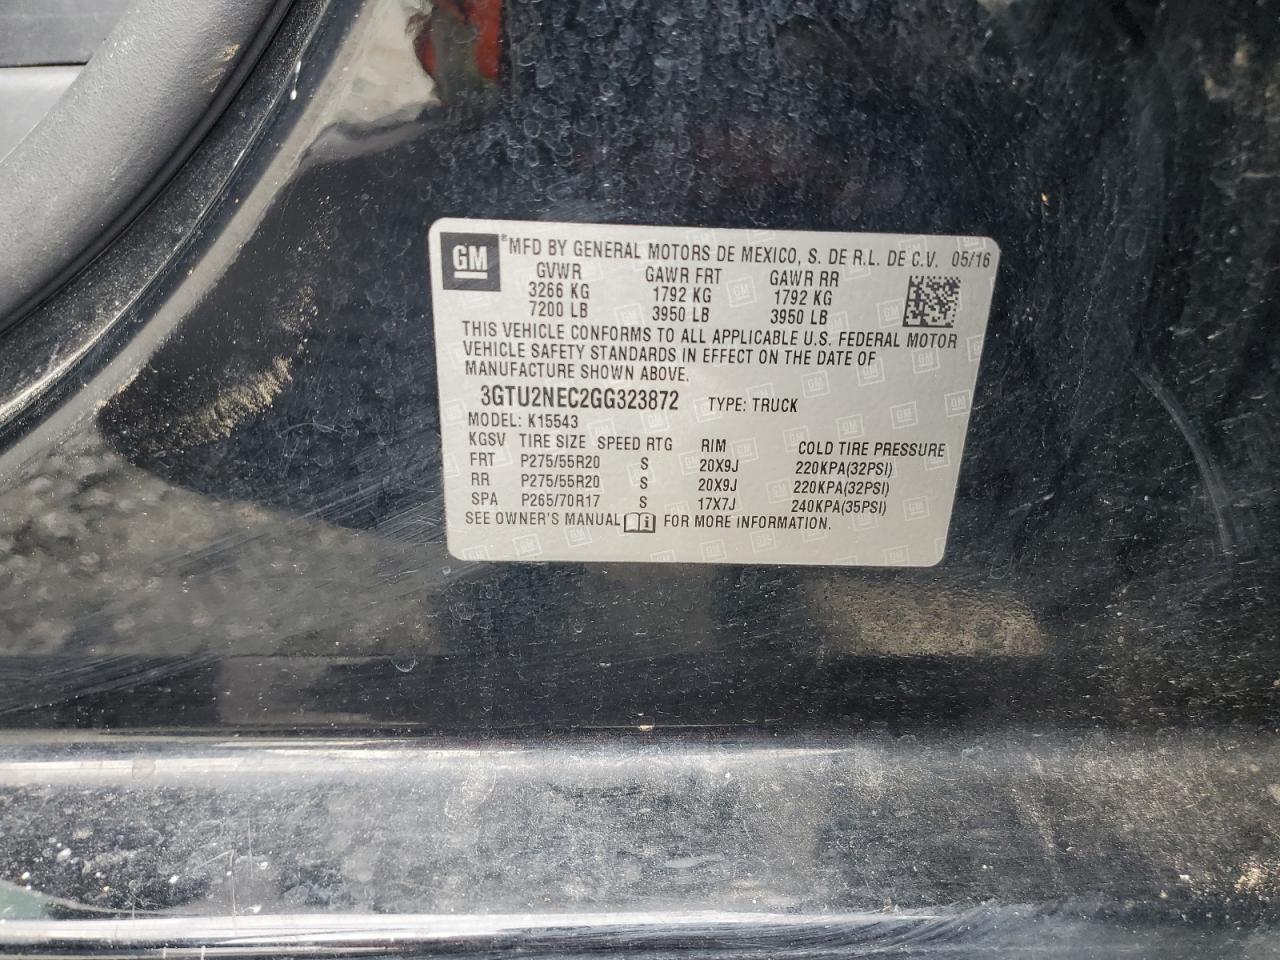 GM ® MFD BY GENERAL MOTORS DE MEXICO, S. DE R.L. DE C.V. 05/16
GVWR GAWR FRT GAWR RR
3266 KG 1792 KG 1792 KG
7200 LB 3950 LB 3950 LB
THIS VEHICLE CONFORMS TO ALL APPLICABLE U.S. FEDERAL MOTOR
VEHICLE SAFETY STANDARDS IN EFFECT ON THE DATE OF
MANUFACTURE SHOWN ABOVE.
3GTU2NEC2GG323872 TYPE: TRUCK
MODEL: K15543
KGSV TIRE SIZE SPEED RTG RIM COLD TIRE PRESSURE
FRT P275/55R20 S 20X9J 220KPA(32PSI)
RR P275/55R20 S 20X9J 220KPA(32PSI)
SPA P265/70R17 S 17X7J 240KPA(35PSI)
SEE OWNER'S MANUAL i FOR MORE INFORMATION.